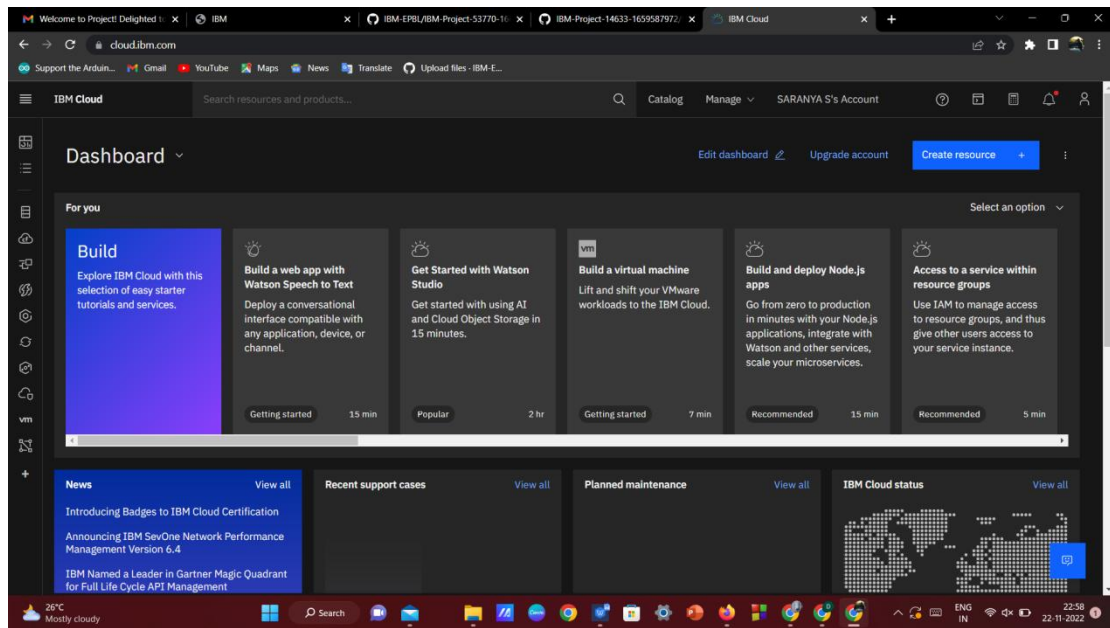 Welcome to Project! Delighted to
IBM
IBM-EPBL/IBM-Project-53770-16
IBM-Project-14633-1659587972/
IBM Cloud
cloud.ibm.com
Support the Arduin...
Gmail
YouTube
Maps
News
Translate
Upload files · IBM-E...
IBM Cloud
Search resources and products...
Catalog
Manage
SARANYA S's Account
Dashboard
Edit dashboard
Upgrade account
Create resource +
For you
Select an option
Build
Explore IBM Cloud with this
selection of easy starter
tutorials and services.
Build a web app with
Watson Speech to Text
Deploy a conversational
interface compatible with
any application, device, or
channel.
Getting started
15 min
Get Started with Watson
Studio
Get started with using AI
and Cloud Object Storage in
15 minutes.
Popular
2 hr
vm
Build a virtual machine
Lift and shift your VMware
workloads to the IBM Cloud.
Getting started
7 min
Build and deploy Node.js
apps
Go from zero to production
in minutes with your Node.js
applications, integrate with
Watson and other services,
scale your microservices.
Recommended
15 min
Access to a service within
resource groups
Use IAM to manage access
to resource groups, and thus
give other users access to
your service instance.
Recommended
5 min
vm
News
View all
Introducing Badges to IBM Cloud Certification
Announcing IBM SevOne Network Performance
Management Version 6.4
IBM Named a Leader in Gartner Magic Quadrant
for Full Life Cycle API Management
Recent support cases
View all
Planned maintenance
View all
IBM Cloud status
View all
26°C
Mostly cloudy
Search
ENG
IN
22:58
22-11-2022